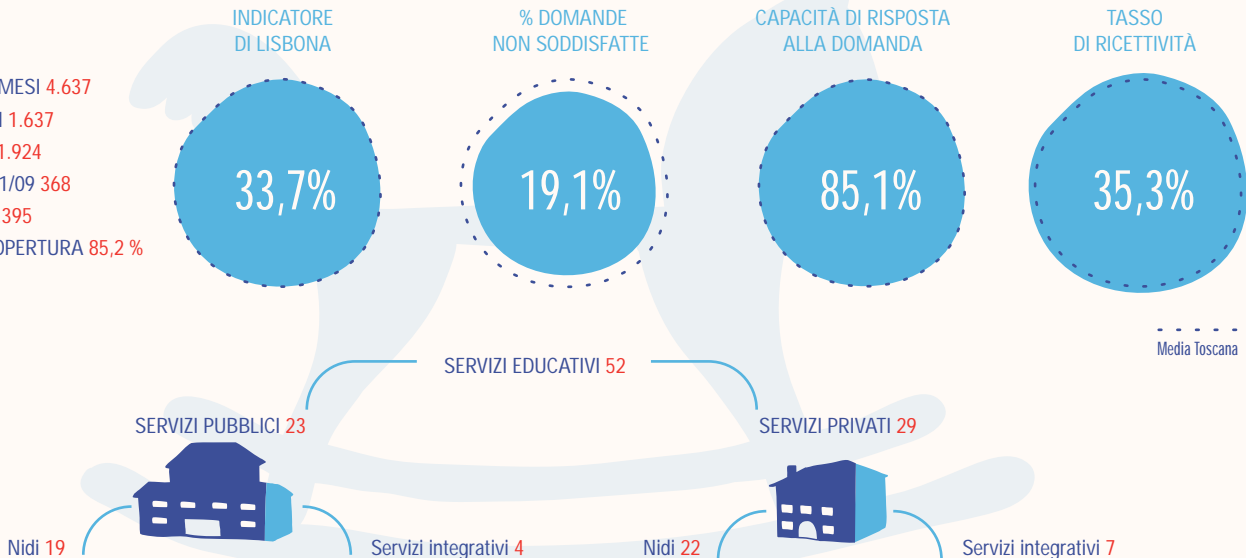 INDICATORE
DI LISBONA
% DOMANDE
NON SODDISFATTE
CAPACITÀ DI RISPOSTA
ALLA DOMANDA
TASSO
DI RICETTIVITÀ
MESI 4.637
1.637
1.924
1/09 368
395
OPERTURA 85,2 %
33,7%
19,1%
85,1%
35,3%
Media Toscana
SERVIZI EDUCATIVI 52
SERVIZI PUBBLICI 23
SERVIZI PRIVATI 29
Nidi 19
Servizi integrativi 4
Nidi 22
Servizi integrativi 7